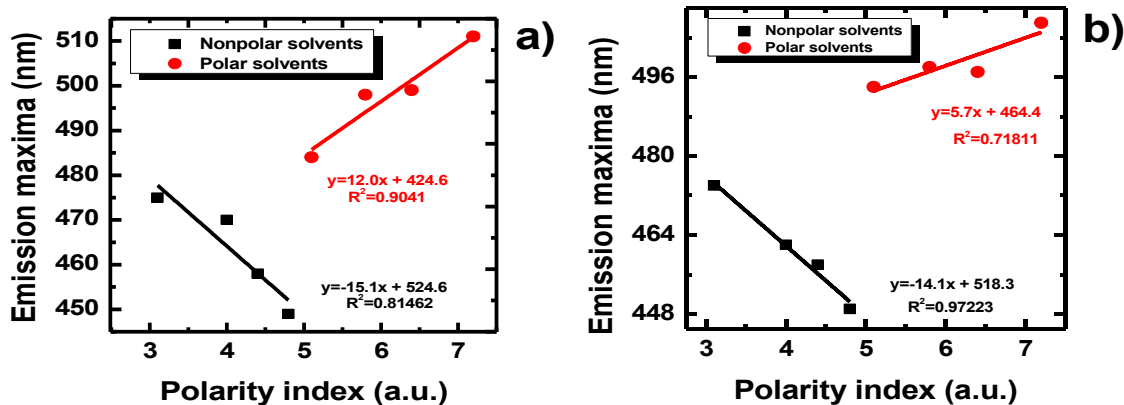 a)
Nonpolar solvents
Polar solvents
Emission maxima (nm)
510
500
490
480
470
460
450
y=12.0x + 424.6
R²=0.9041
y=-15.1x + 524.6
R²=0.81462
3 4 5 6 7
Polarity index (a.u.)
b)
Nonpolar solvents
Polar solvents
Emission maxima (nm)
496
480
464
448
y=5.7x + 464.4
R²=0.71811
y=-14.1x + 518.3
R²=0.97223
3 4 5 6 7
Polarity index (a.u.)